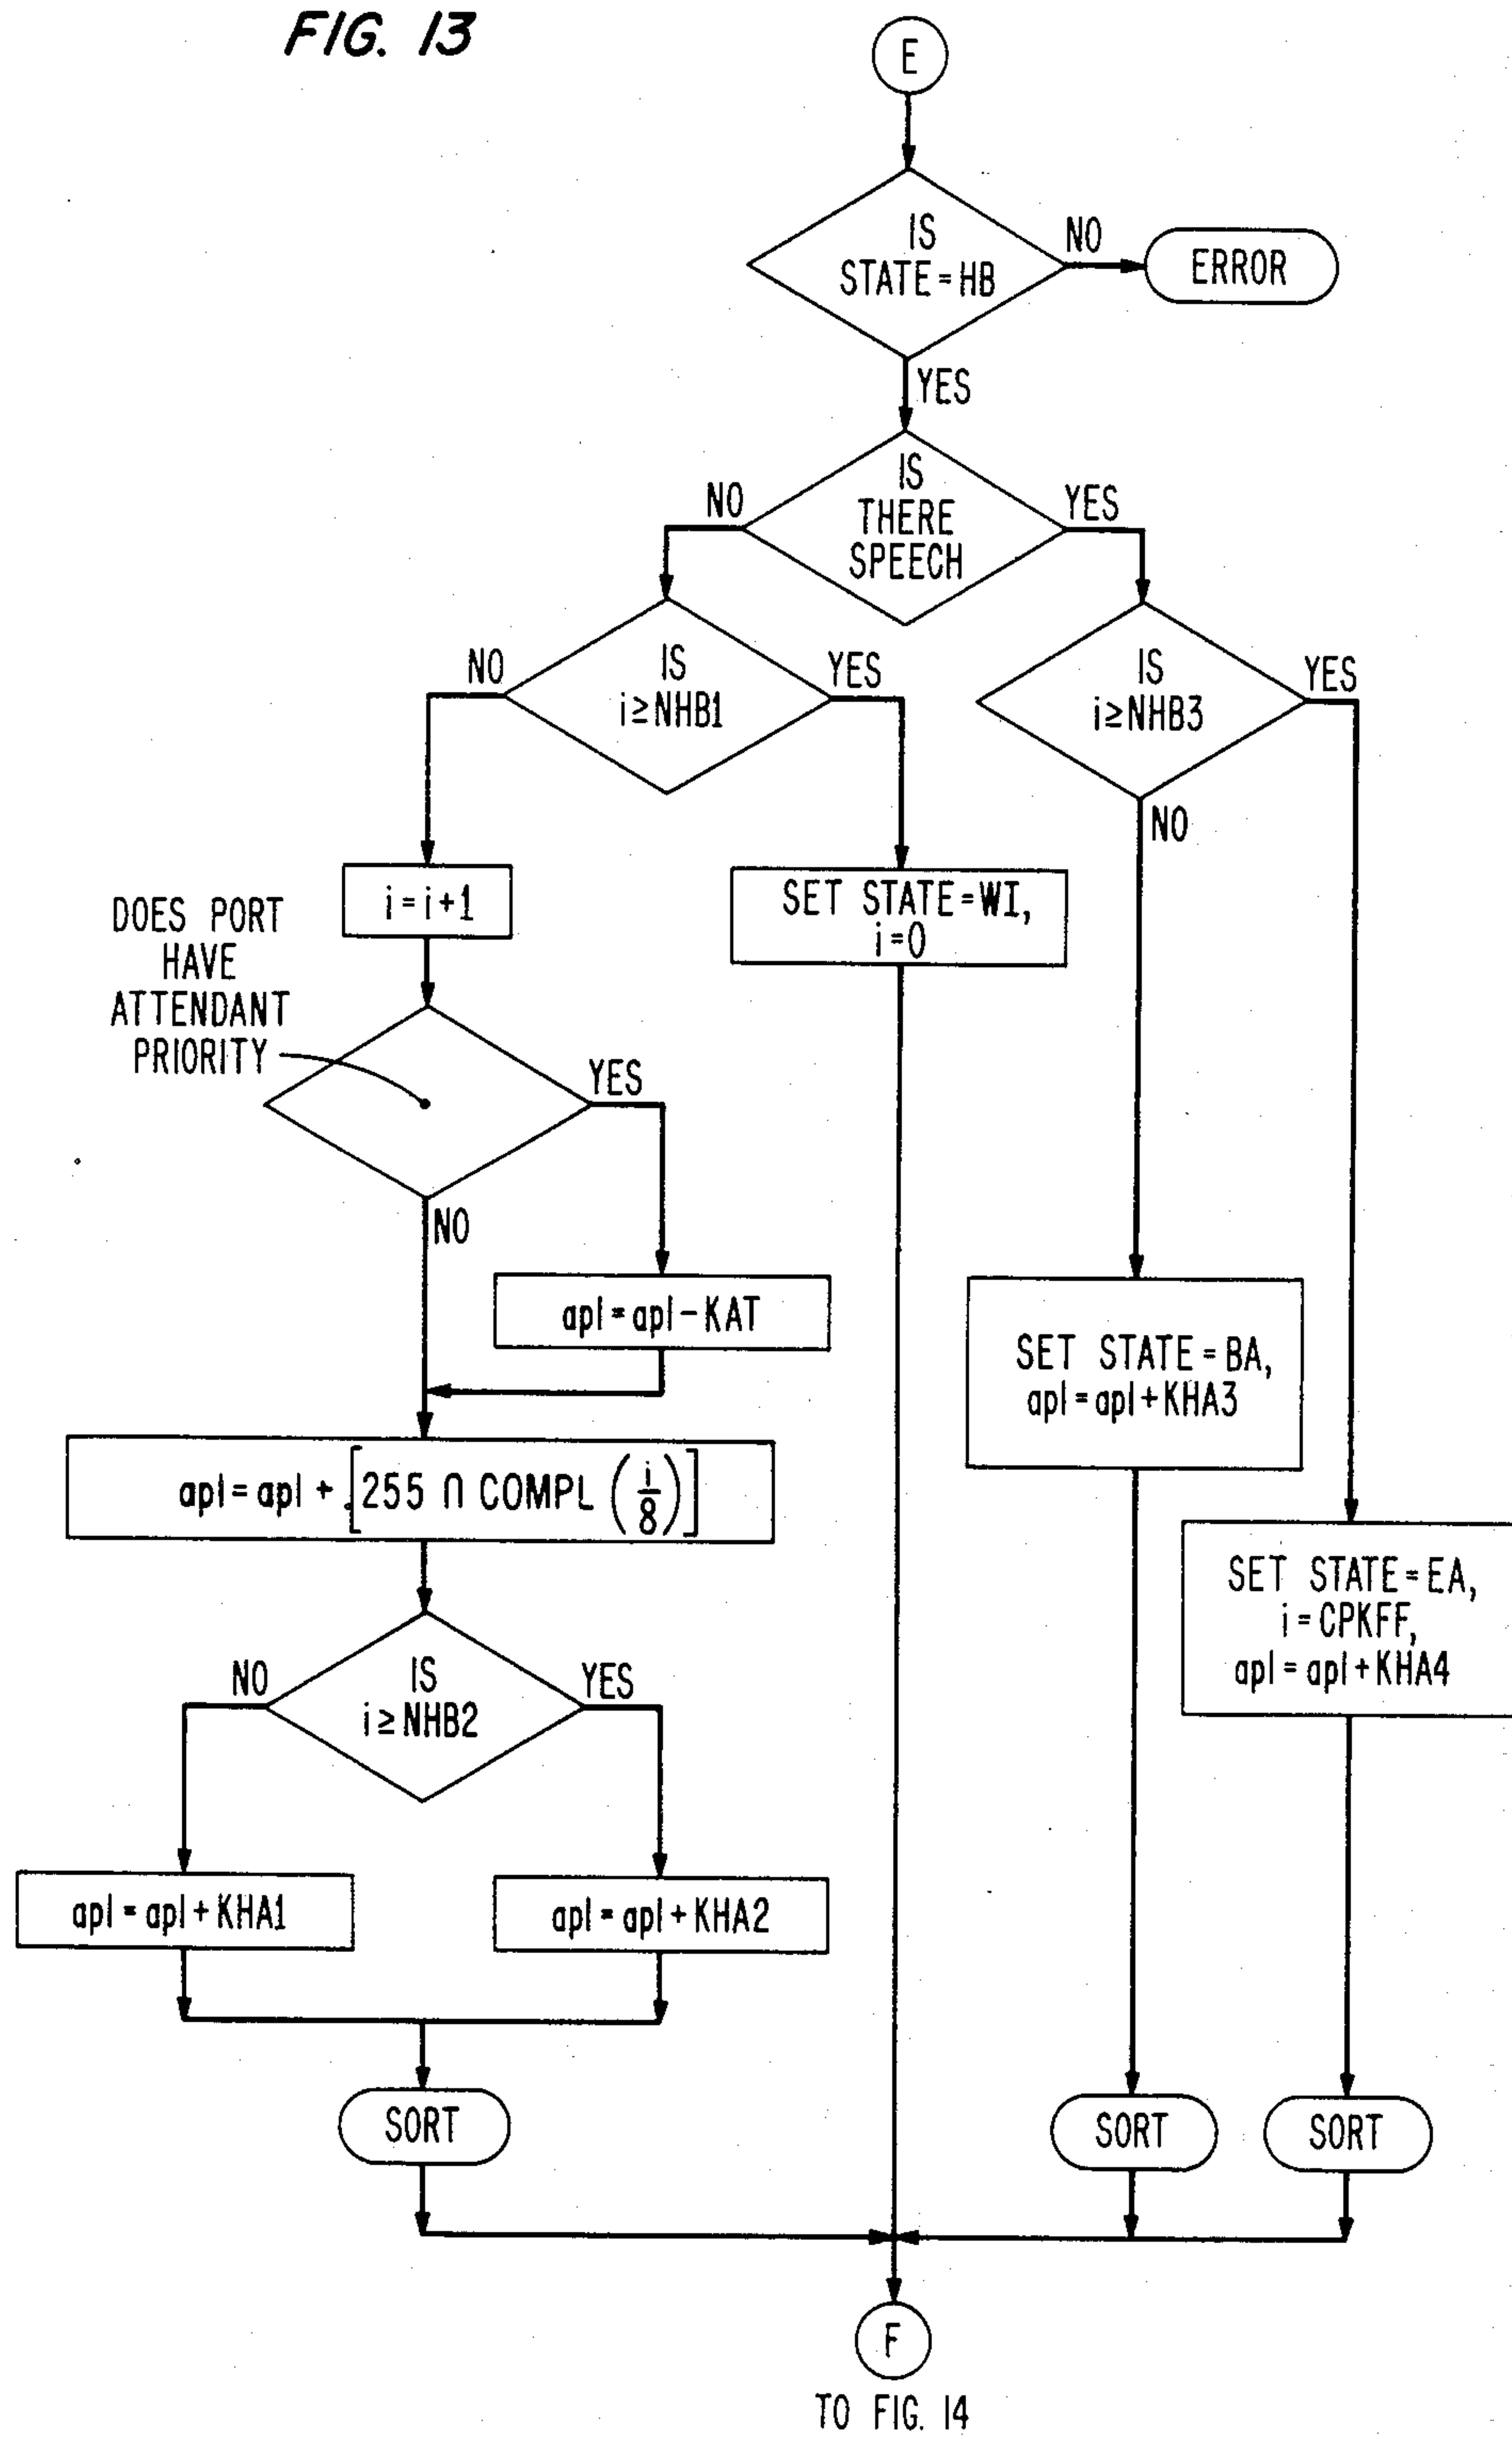 FIG. 13
E
IS
STATE = HB
NO
ERROR
YES
IS
THERE
SPEECH
NO
YES
IS
i≥NHB1
NO
YES
IS
i≥NHB3
YES
NO
i = i+1
SET STATE=WI,
i=0
DOES PORT
HAVE
ATTENDANT
PRIORITY
YES
NO
apl = apl − KAT
SET STATE = BA,
apl = apl + KHA3
apl = apl + [255 ∩ COMPL (i/8)]
SET STATE = EA,
i = CPKFF,
apl = apl + KHA4
IS
i ≥ NHB2
NO
YES
apl = apl + KHA1
apl = apl + KHA2
SORT
SORT
SORT
F
TO FIG. 14